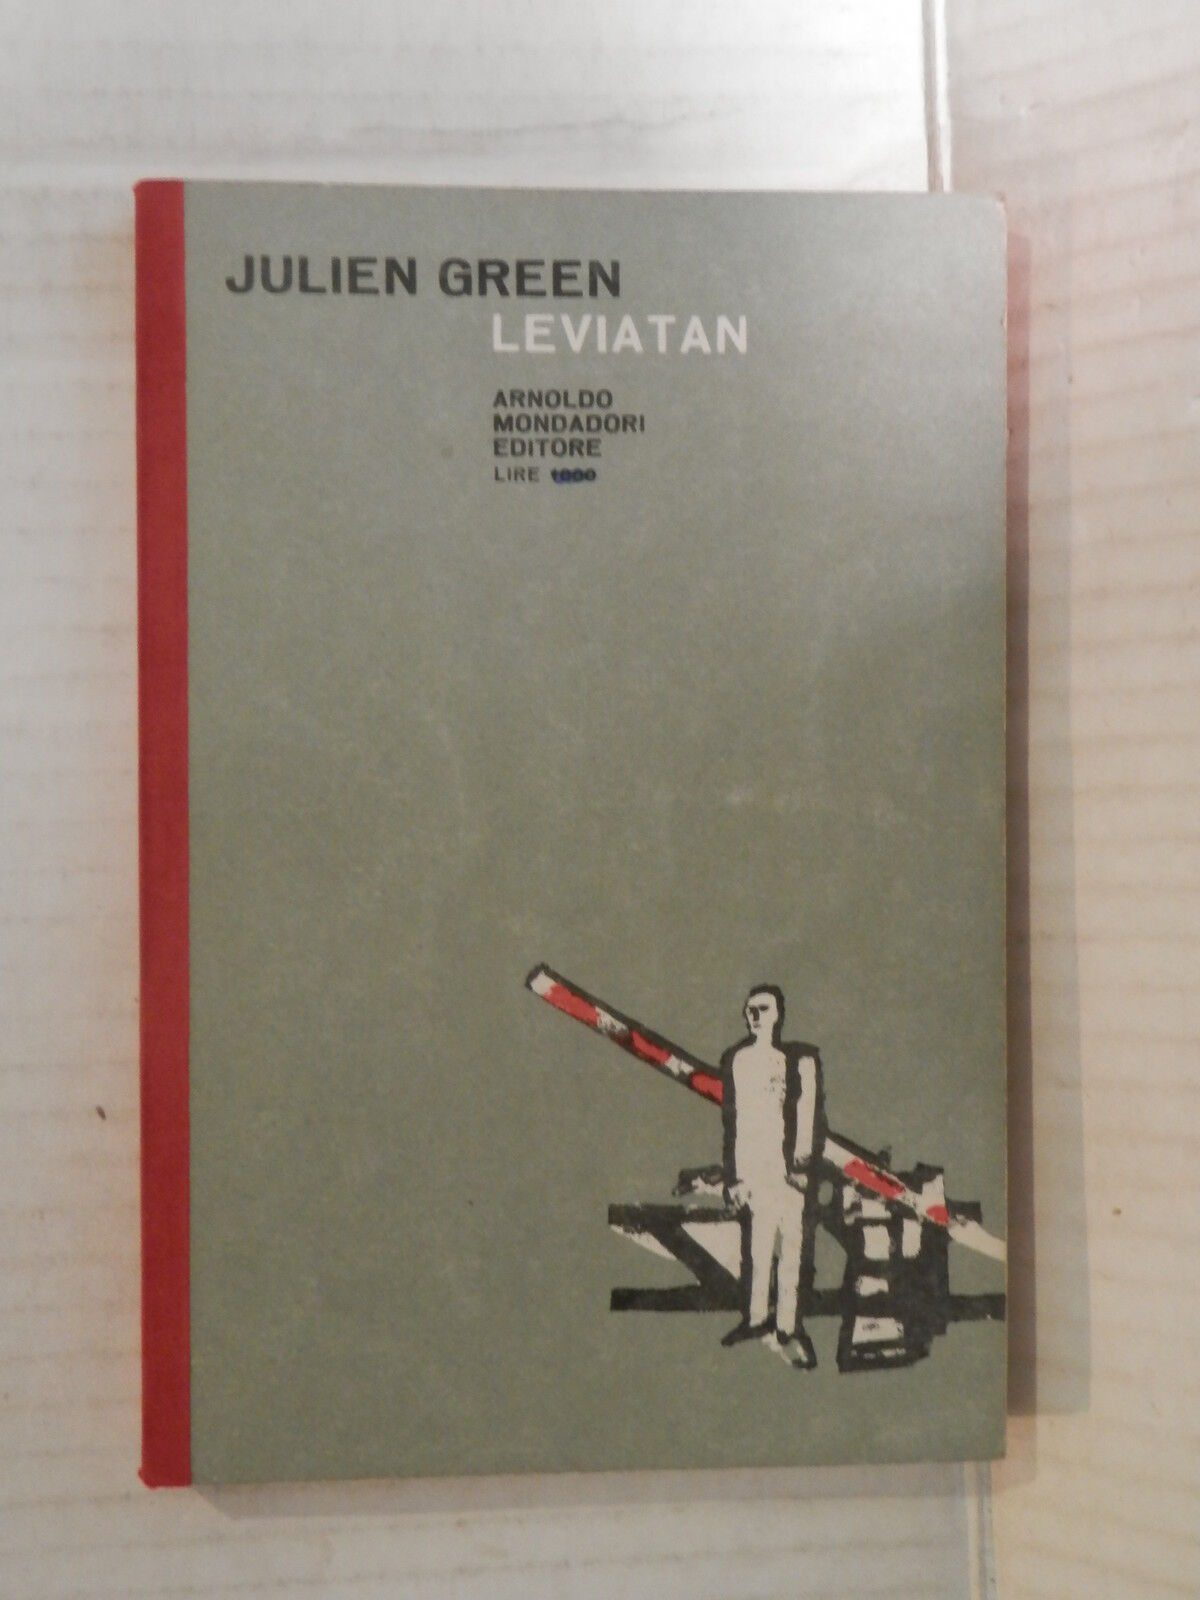 JULIEN GREEN
LEVIATAN
ARNOLDO
MONDADORI
EDITORE
LIRE